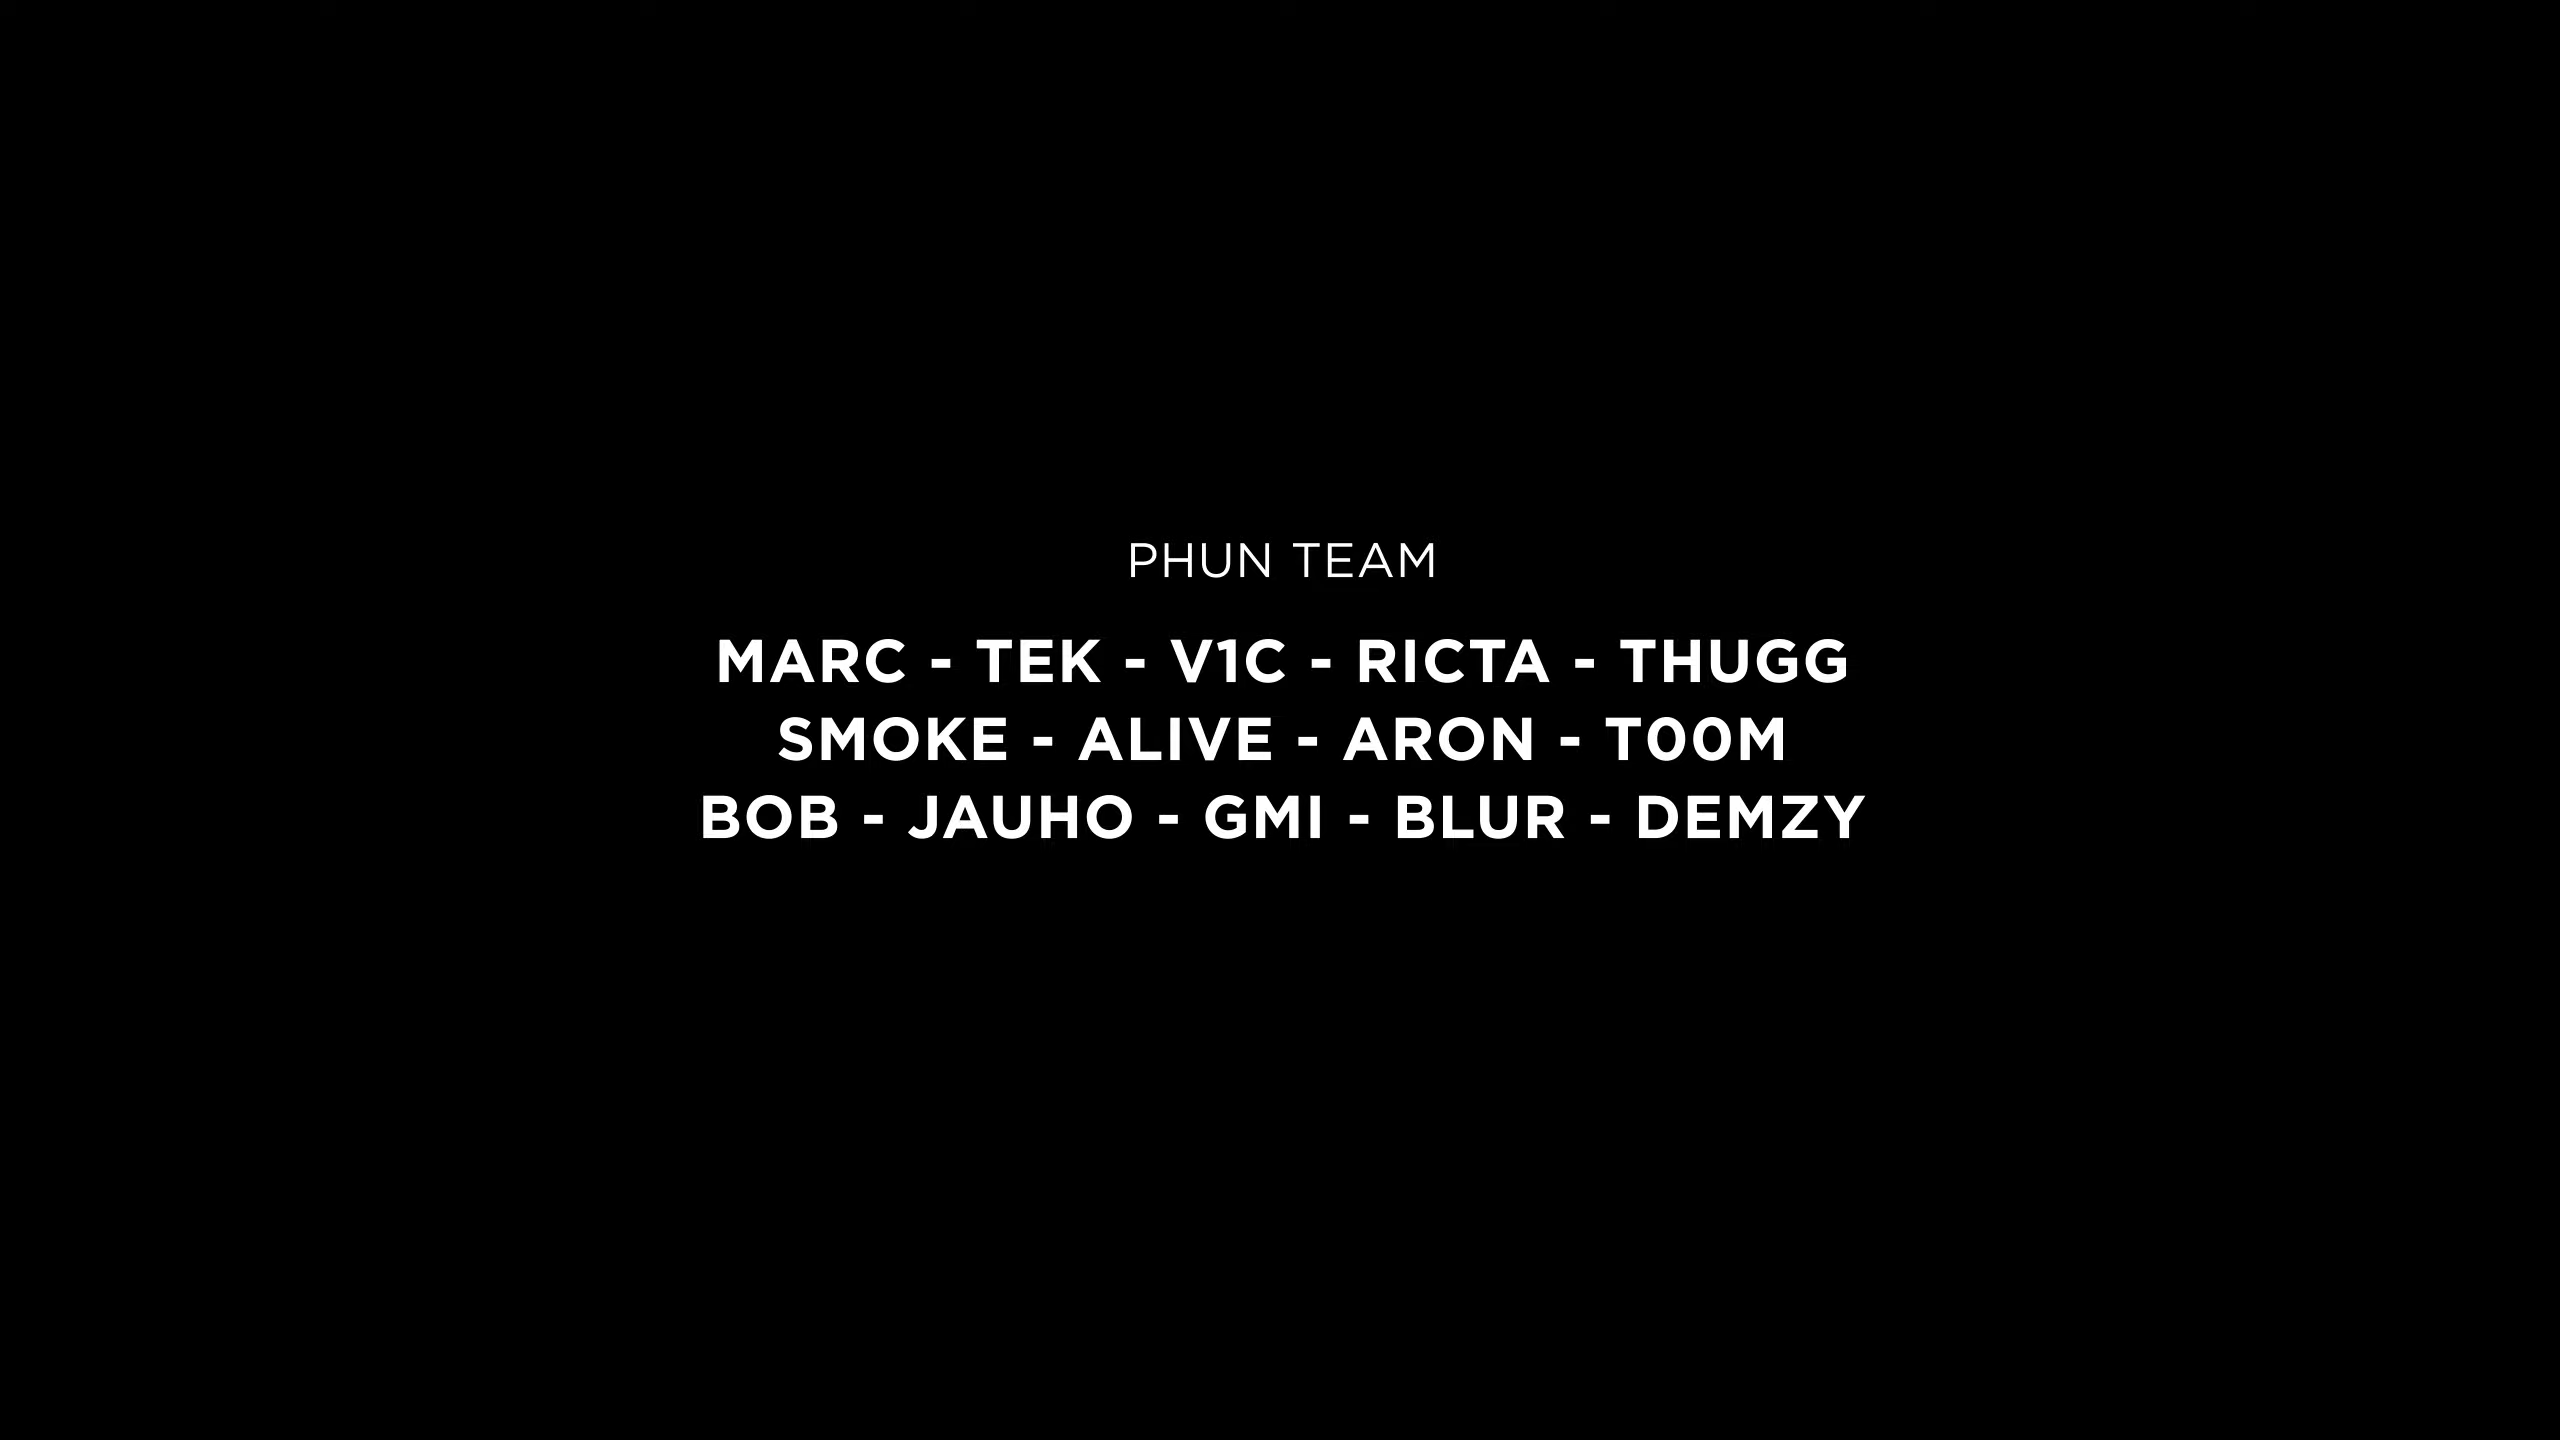 PHUN TEAM
MARC - TEK - V1C - RICTA - THUGG
SMOKE - ALIVE - ARON - T00M
BOB - JAUHO - GMI - BLUR - DEMZY